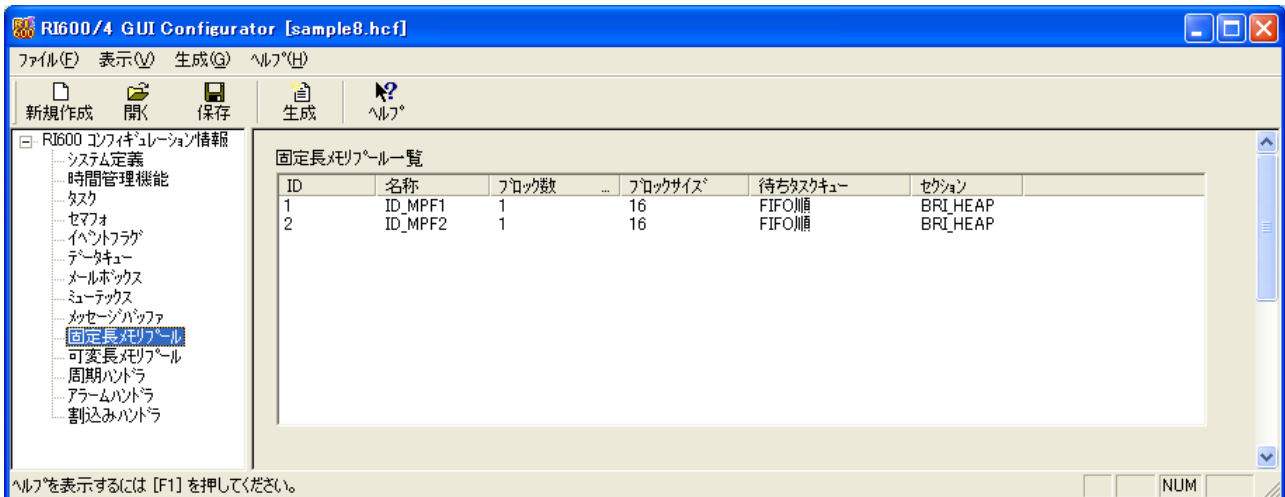 RI600/4 GUI Configurator [sample8.hcf]
ファイル(F) 表示(V) 生成(G) ヘルプ(H)
新規作成 開く 保存 生成 ヘルプ
RI600 コンフィギュレーション情報
システム定義
時間管理機能
タスク
セマフォ
イベントフラグ
データキュー
メールボックス
ミューテックス
メッセージバッファ
固定長メモリプール
可変長メモリプール
周期ハンドラ
アラームハンドラ
割込みハンドラ
固定長メモリプール一覧
ID 名称 ブロック数 ... ブロックサイズ 待ちタスクキュー セクション
1 ID_MPF1 1 16 FIFO順 BRI_HEAP
2 ID_MPF2 1 16 FIFO順 BRI_HEAP
ヘルプを表示するには [F1] を押してください。 NUM